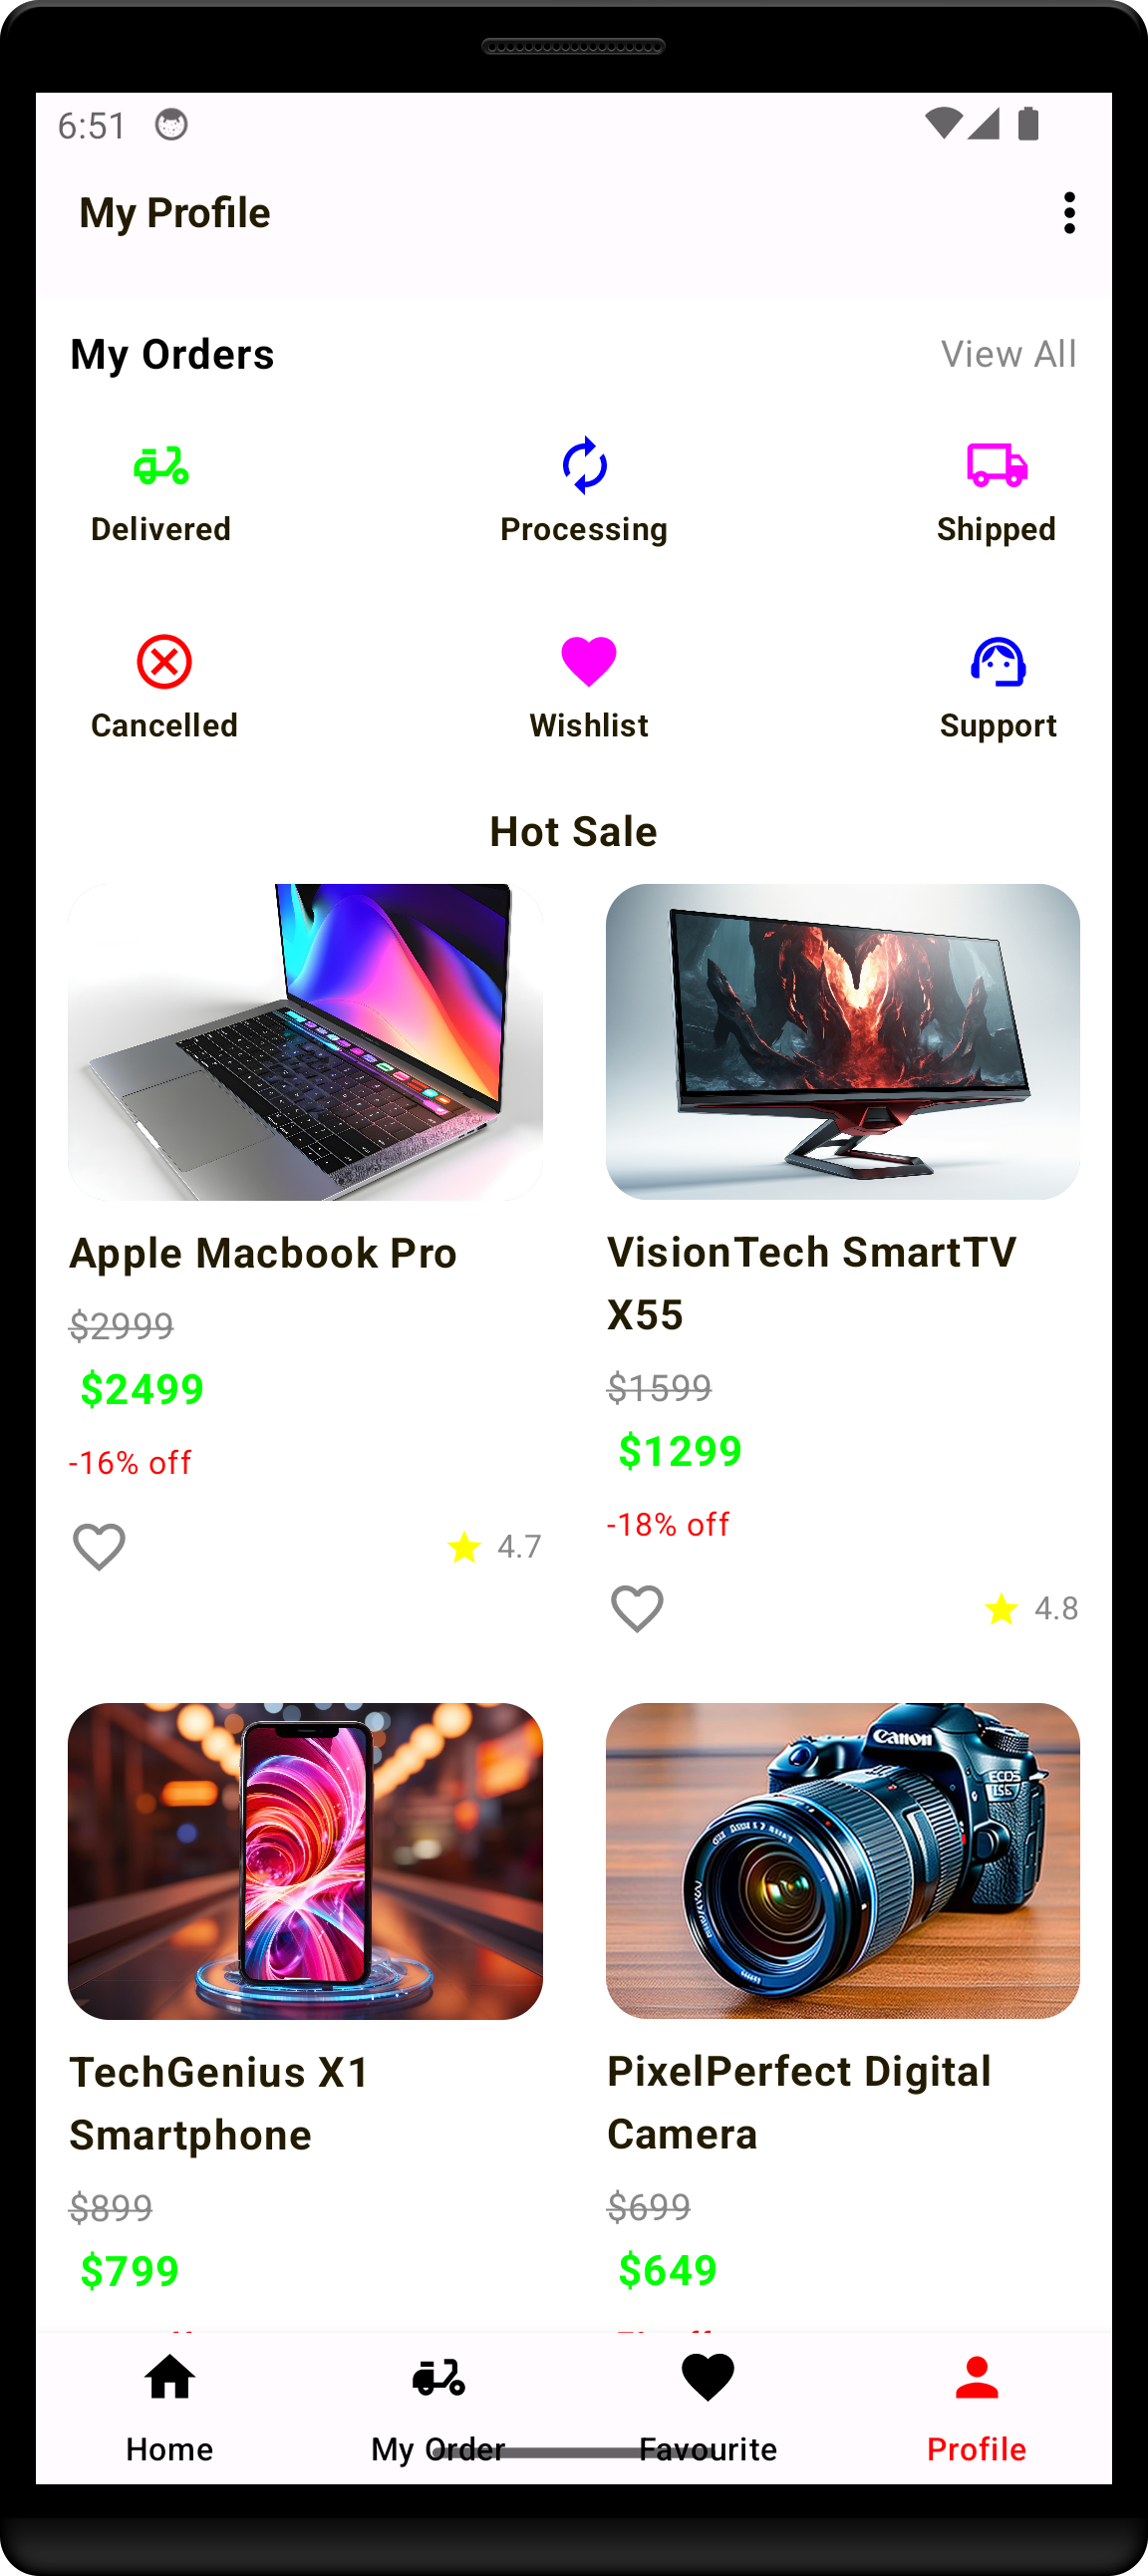 6:51
My Profile
My Orders
View All
Delivered
Processing
Shipped
Cancelled
Wishlist
Support
Hot Sale
Apple Macbook Pro
$2999
$2499
-16% off
4.7
VisionTech SmartTV
X55
$1599
$1299
-18% off
4.8
Canon
TechGenius X1
Smartphone
$899
$799
PixelPerfect Digital
Camera
$699
$649
Home
My Order
Favourite
Profile